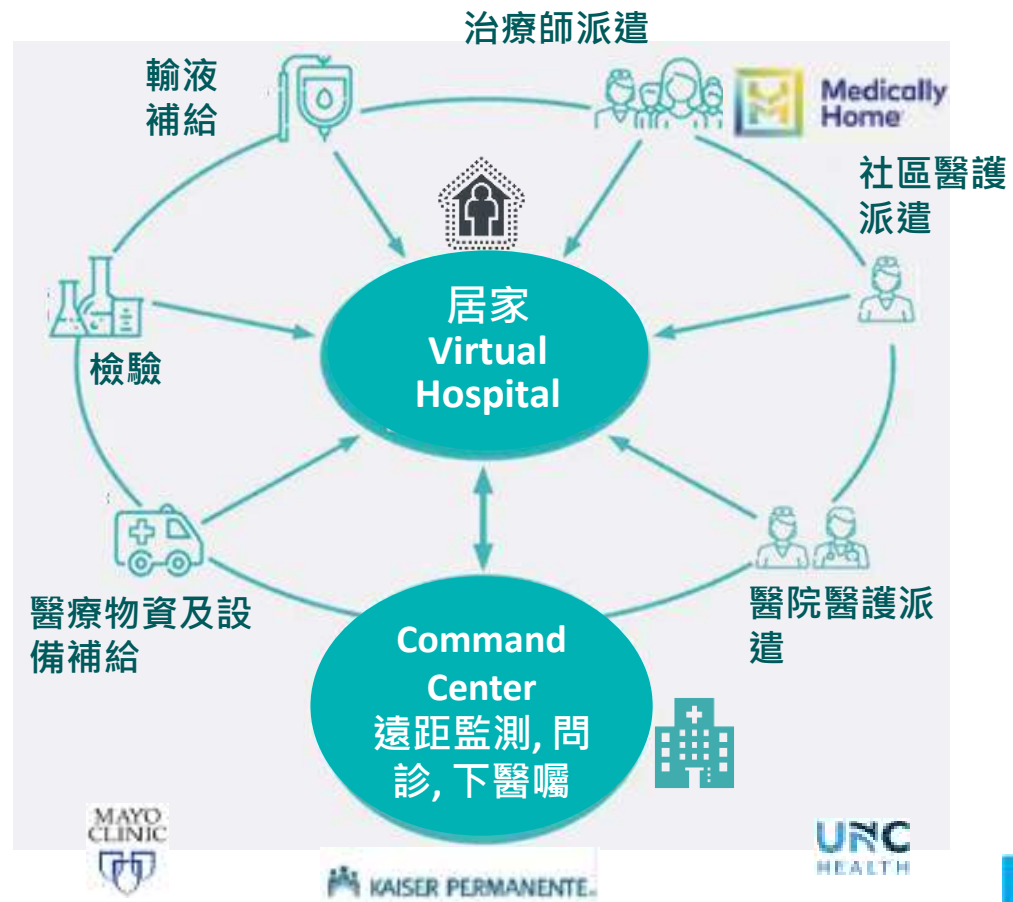 治療師派遣
輸液
補給
Medically
Home
社區醫護
派遣
居家
Virtual
Hospital
檢驗
醫療物資及設
備補給
醫院醫護派
遣
Command
Center
遠距監測, 問
診, 下醫囑
MAYO
CLINIC
KAISER PERMANENTE.
UNC
HEALTH